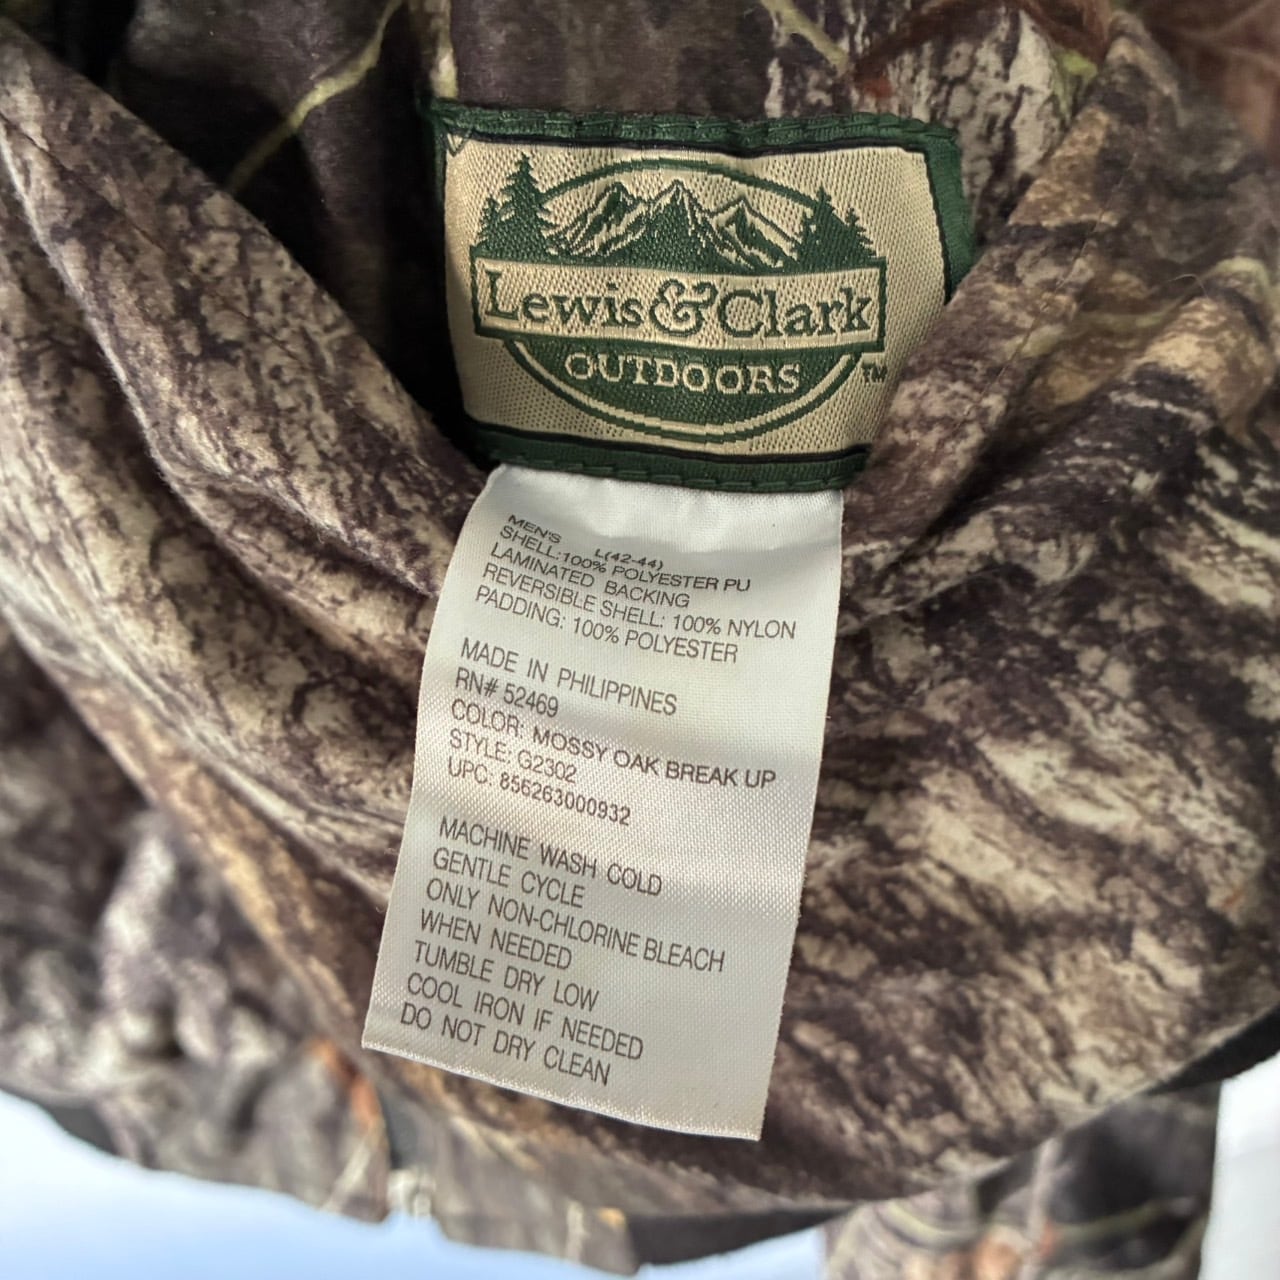 Lewis & Clark
OUTDOORS
TM
MEN'S L(42-44)
SHELL:100% POLYESTER PU
LAMINATED BACKING
REVERSIBLE SHELL: 100% NYLON
PADDING: 100% POLYESTER
MADE IN PHILIPPINES
RN# 52469
COLOR: MOSSY OAK BREAK UP
STYLE: G2302
UPC: 856263000932
MACHINE WASH COLD
GENTLE CYCLE
ONLY NON-CHLORINE BLEACH
WHEN NEEDED
TUMBLE DRY LOW
COOL IRON IF NEEDED
DO NOT DRY CLEAN